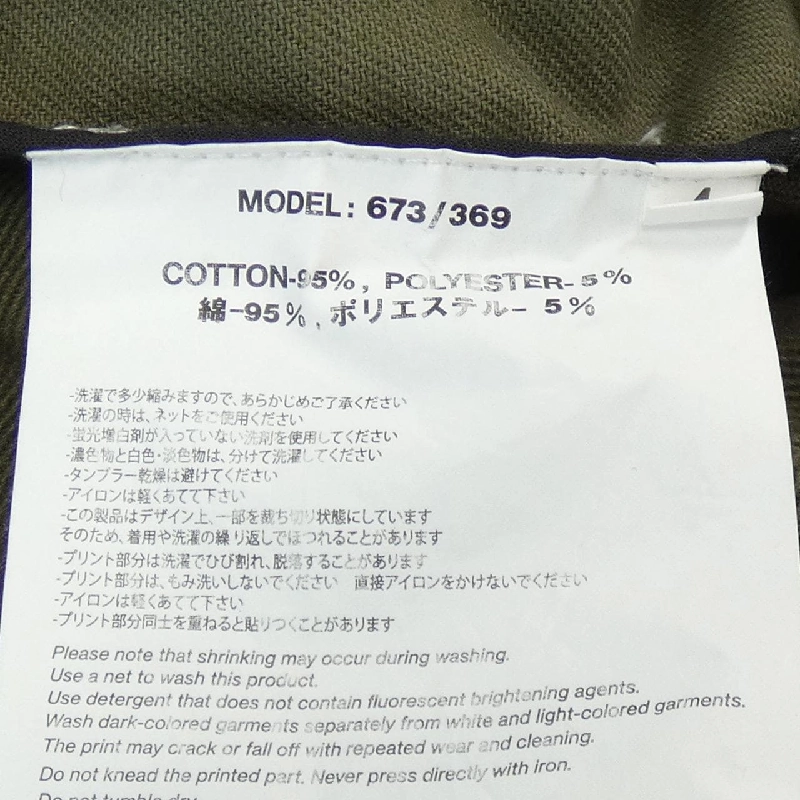 MODEL: 673/369
COTTON-95%, POLYESTER-5%
綿-95%, ポリエステル- 5%
-洗濯で多少縮みますので、あらかじめご了承ください
-洗濯の時は、ネットをご使用ください
-蛍光増白剤が入っていない洗剤を使用してください
-濃色物と白色・淡色物は、分けて洗濯してください
-タンブラー乾燥は避けてください
-アイロンは軽くあてて下さい
-この製品はデザイン上、一部を裁ち切り状態にしています
そのため、着用や洗濯の繰り返しでほつれることがあります
-プリント部分は洗濯でひび割れ、脱落することがあります
-プリント部分は、もみ洗いしないでください 直接アイロンをかけないでください
-アイロンは軽くあてて下さい
-プリント部分同士を重ねると貼りつくことがあります
Please note that shrinking may occur during washing.
Use a net to wash this product.
Use detergent that does not contain fluorescent brightening agents.
Wash dark-colored garments separately from white and light-colored garments.
The print may crack or fall off with repeated wear and cleaning.
Do not knead the printed part. Never press directly with iron.
Do not tumble dry.